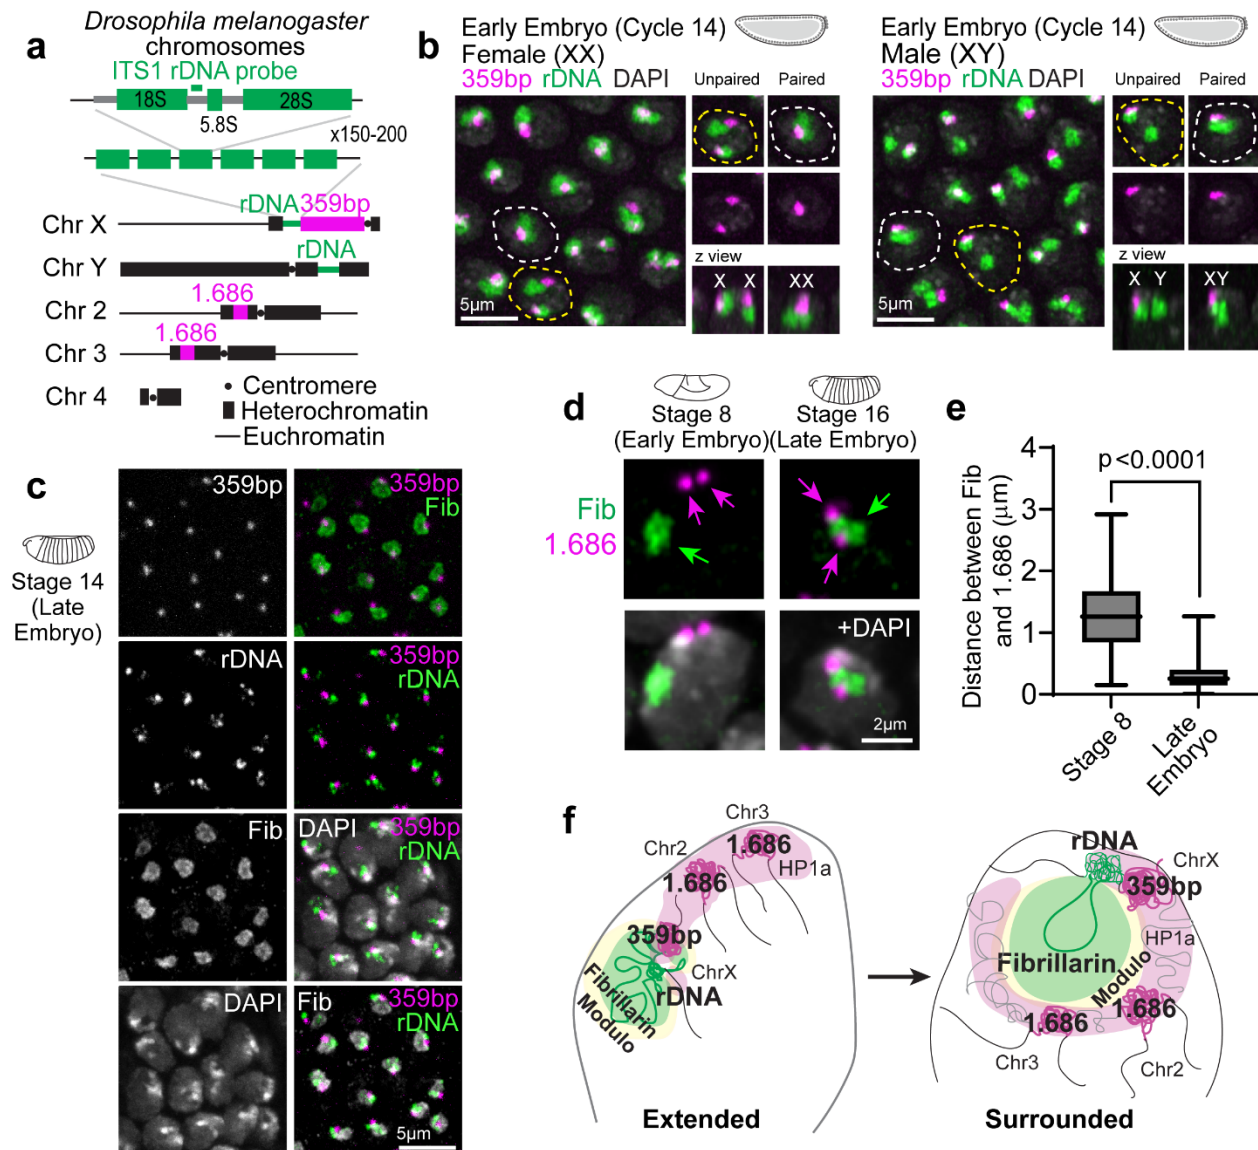 a
Drosophila melanogaster
chromosomes
ITS1 rDNA probe
18S
28S
5.8S
x150-200
rDNA 359bp
Chr X
rDNA
Chr Y
1.686
Chr 2
1.686
Chr 3
Chr 4
Centromere
Heterochromatin
Euchromatin
b
Early Embryo (Cycle 14)
Female (XX)
359bp rDNA DAPI
Unpaired
Paired
z view
X X
XX
5µm
Early Embryo (Cycle 14)
Male (XY)
359bp rDNA DAPI
Unpaired
Paired
z view
X Y
XY
5µm
c
Stage 14
(Late
Embryo)
359bp
359bp
Fib
rDNA
359bp
rDNA
Fib
DAPI
359bp
rDNA
DAPI
Fib
359bp
rDNA
5µm
d
Stage 8
(Early Embryo)
Stage 16
(Late Embryo)
Fib
1.686
+DAPI
2µm
e
Distance between Fib
and 1.686 (µm)
4
3
2
1
0
p<0.0001
Stage 8
Late
Embryo
f
Chr3
1.686
Chr2
1.686
HP1a
359bp
ChrX
rDNA
Fibrillarin
Modulo
Extended
rDNA
ChrX
359bp
HP1a
Fibrillarin
Modulo
1.686
1.686
Chr3
Chr2
Surrounded